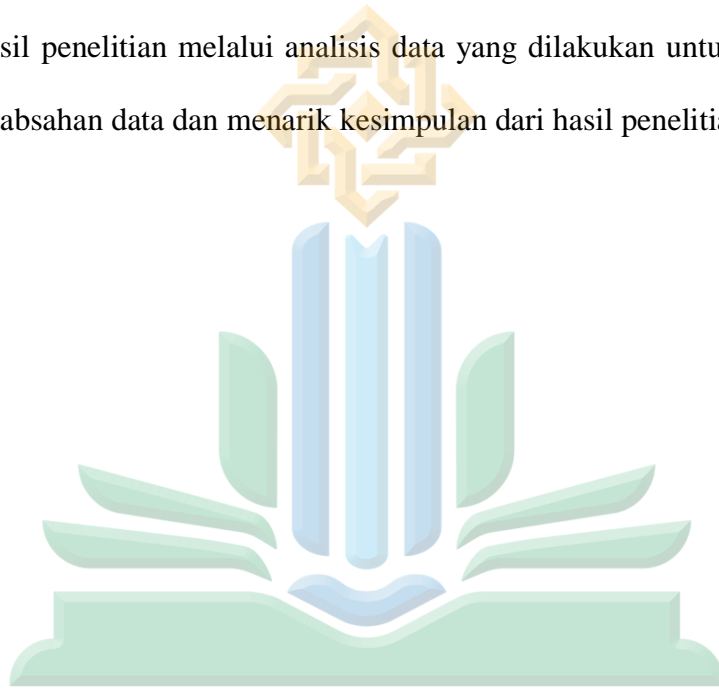 sil penelitian melalui analisis data yang dilakukan untu
absahan data dan menarik kesimpulan dari hasil peneliti